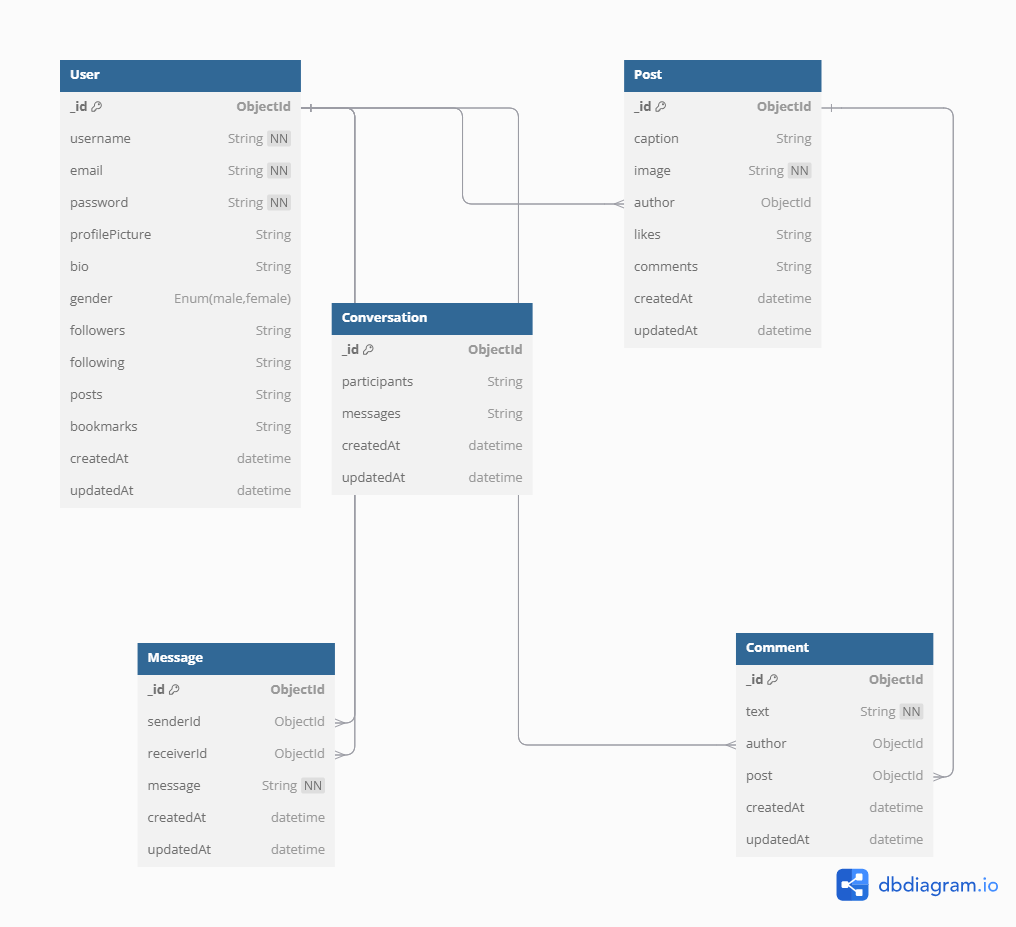 User
_id ObjectId
username String NN
email String NN
password String NN
profilePicture String
bio String
gender Enum(male,female)
followers String
following String
posts String
bookmarks String
createdAt datetime
updatedAt datetime
Post
_id ObjectId
caption String
image String NN
author ObjectId
likes String
comments String
createdAt datetime
updatedAt datetime
Conversation
_id ObjectId
participants String
messages String
createdAt datetime
updatedAt datetime
Message
_id ObjectId
senderId ObjectId
receiverId ObjectId
message String NN
createdAt datetime
updatedAt datetime
Comment
_id ObjectId
text String NN
author ObjectId
post ObjectId
createdAt datetime
updatedAt datetime
dbdiagram.io